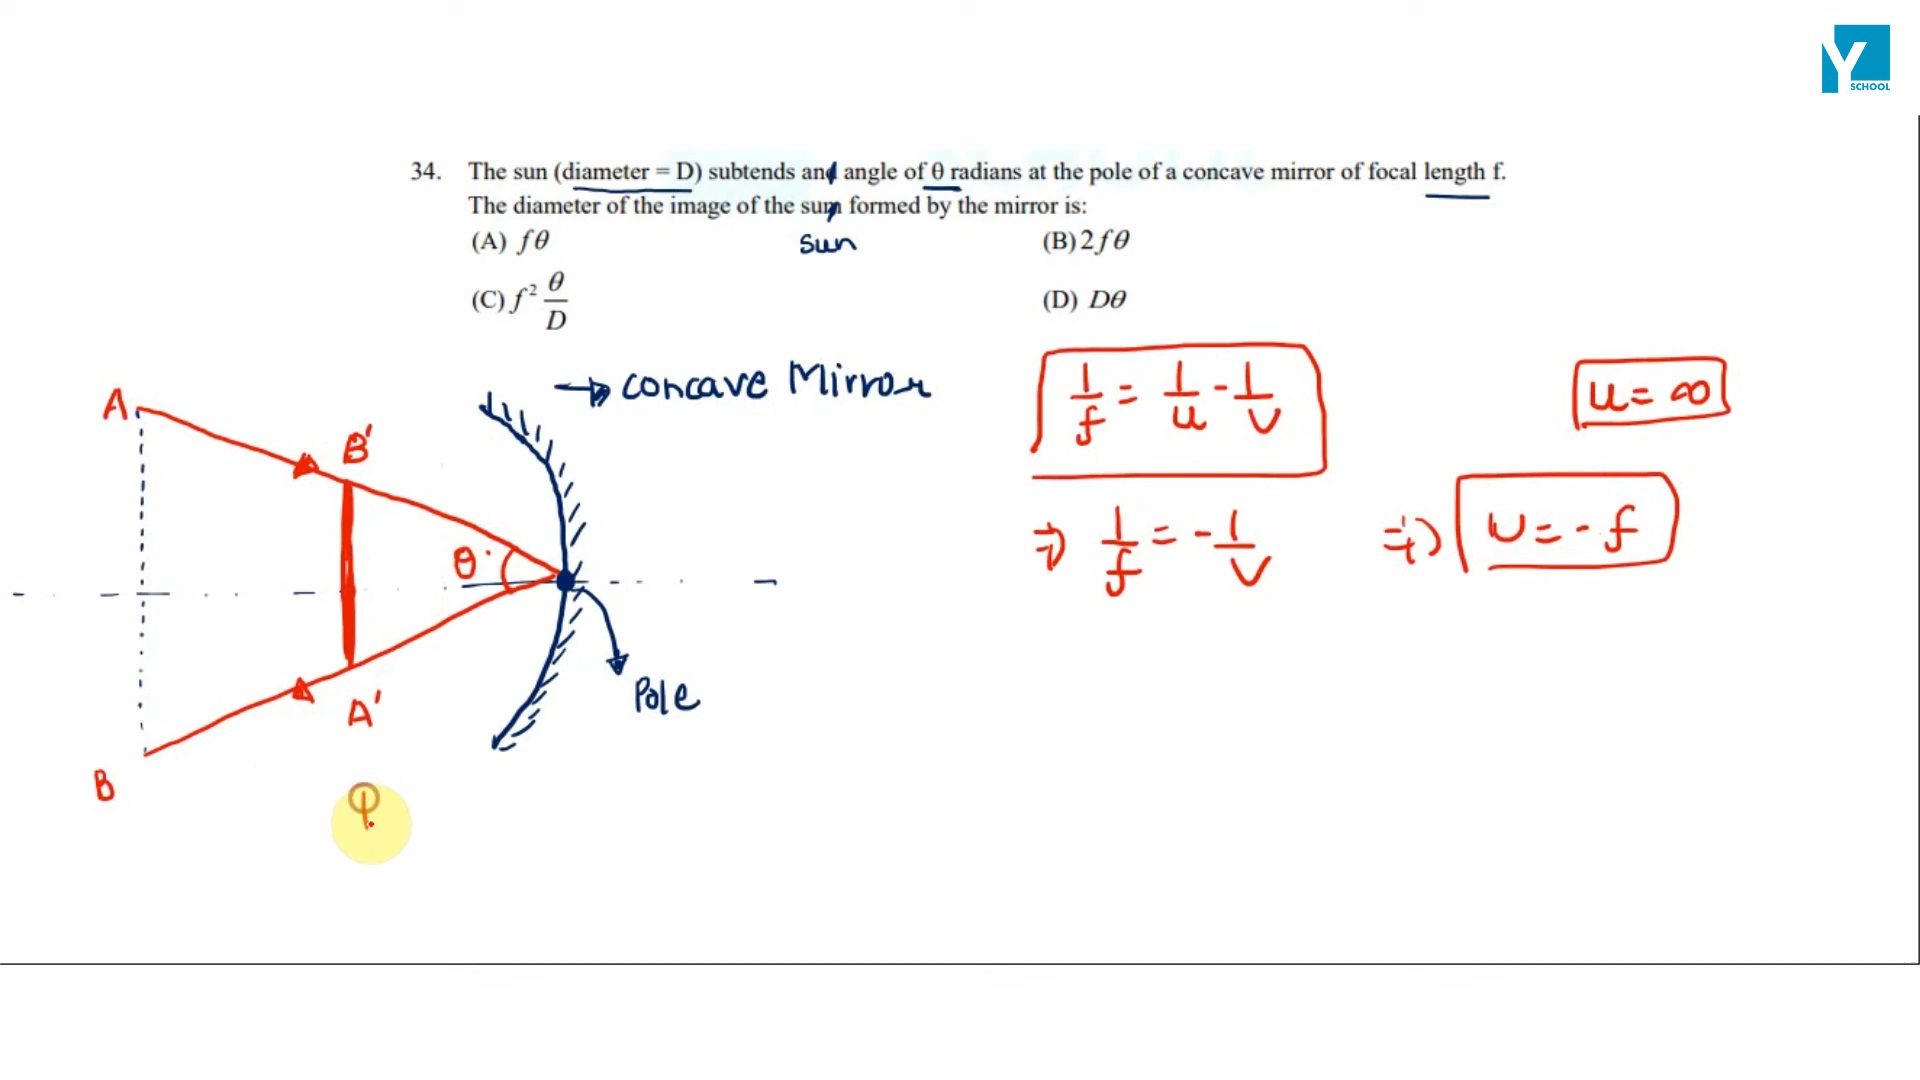 Y SCHOOL
34. The sun (diameter = D) subtends and angle of θ radians at the pole of a concave mirror of focal length f.
The diameter of the image of the sum formed by the mirror is:
sun
(A) fθ (B) 2fθ
(C) f² θ/D (D) Dθ
→ concave Mirror
1/f = 1/u - 1/v
u = ∞
A
B'
⇒ 1/f = -1/v ⇒ v = - f
θ
Pole
A'
B